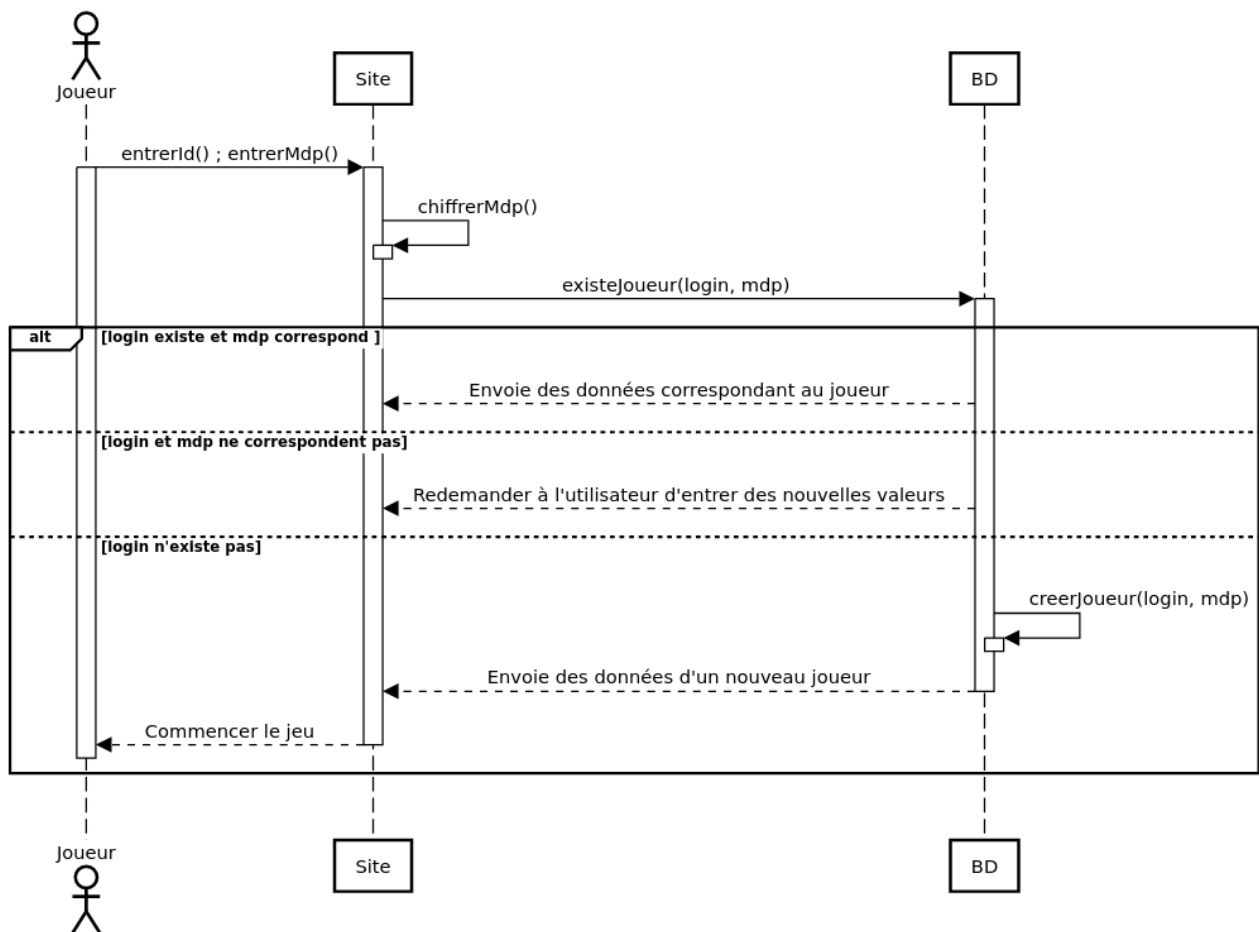 Joueur
Site
BD
entrerId() ; entrerMdp()
chiffrerMdp()
existeJoueur(login, mdp)
alt
[login existe et mdp correspond ]
Envoie des données correspondant au joueur
[login et mdp ne correspondent pas]
Redemander à l'utilisateur d'entrer des nouvelles valeurs
[login n'existe pas]
creerJoueur(login, mdp)
Envoie des données d'un nouveau joueur
Commencer le jeu
Joueur
Site
BD